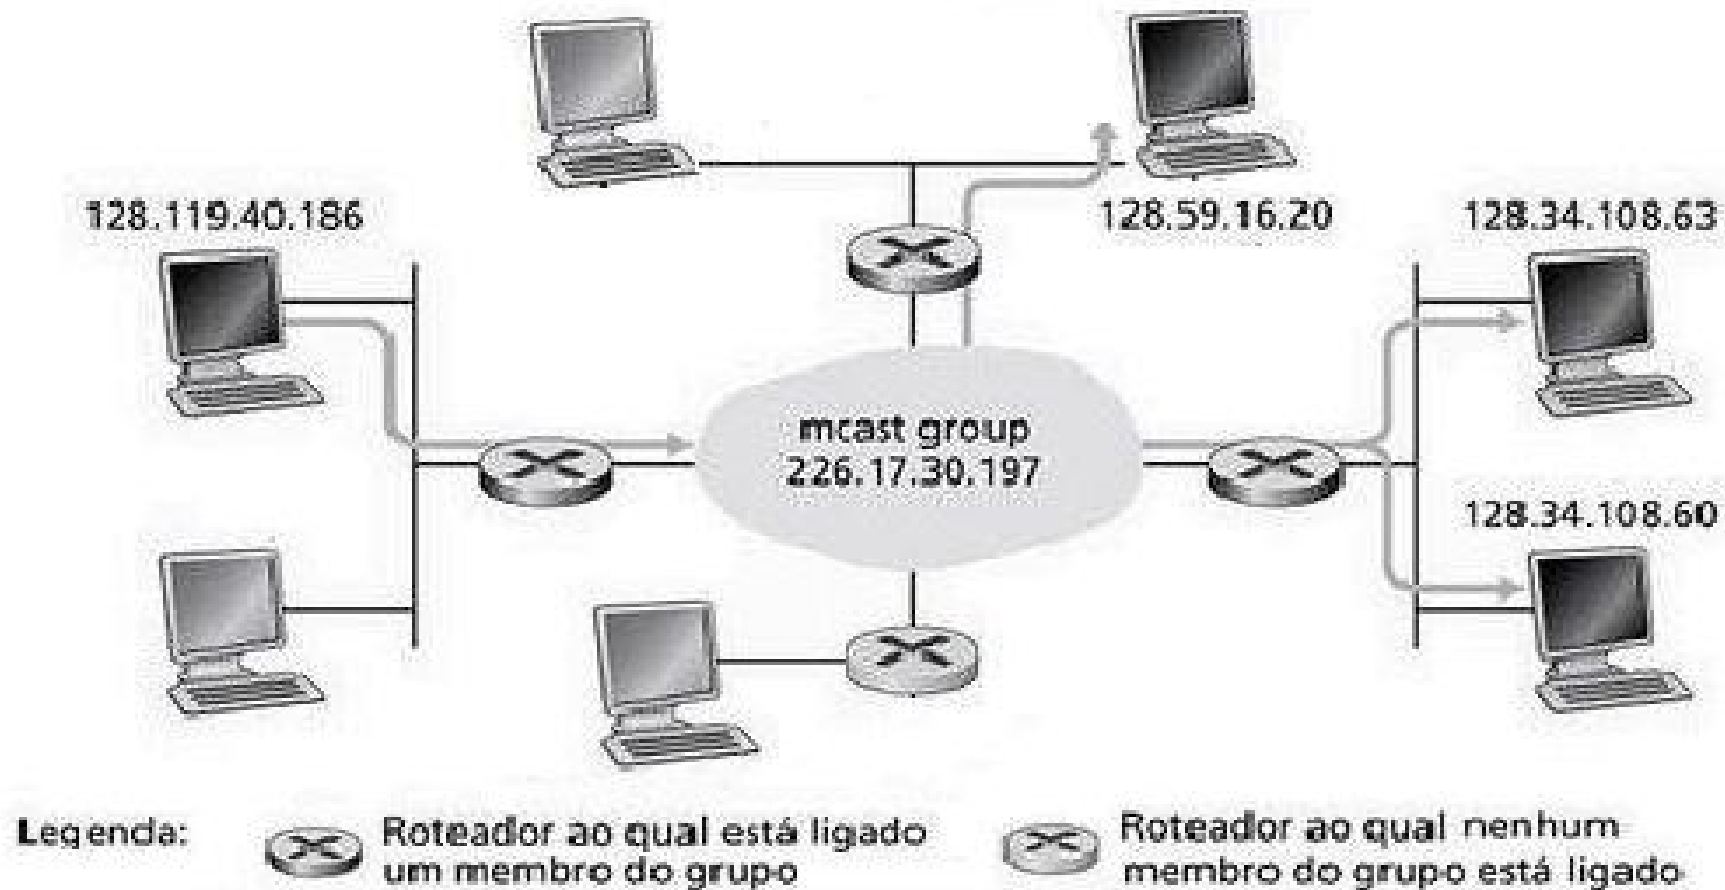 128.119.40.186
128.59.16.20
128.34.108.63
mcast group
226.17.30.197
128.34.108.60
Legenda:
Roteador ao qual está ligado
um membro do grupo
Roteador ao qual nenhum
membro do grupo está ligado